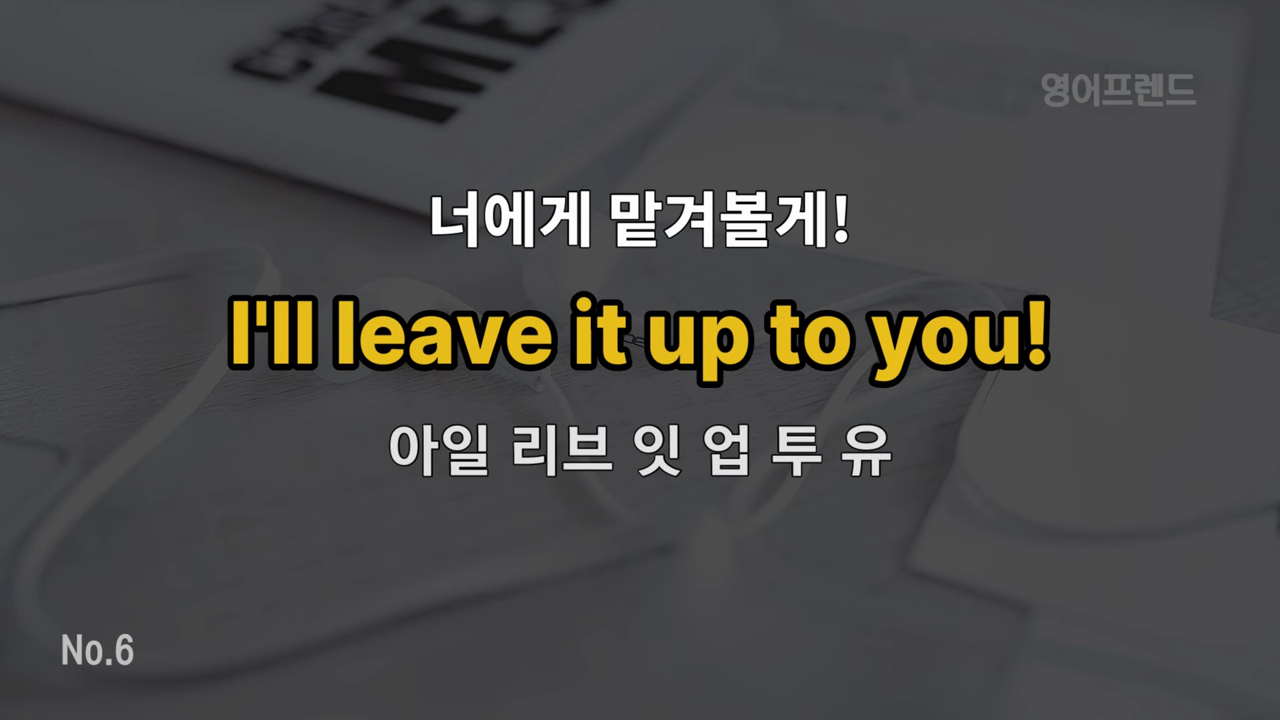 영어프렌드
너에게 맡겨볼게!
I'll leave it up to you!
아일 리브 잇 업 투 유
No.6